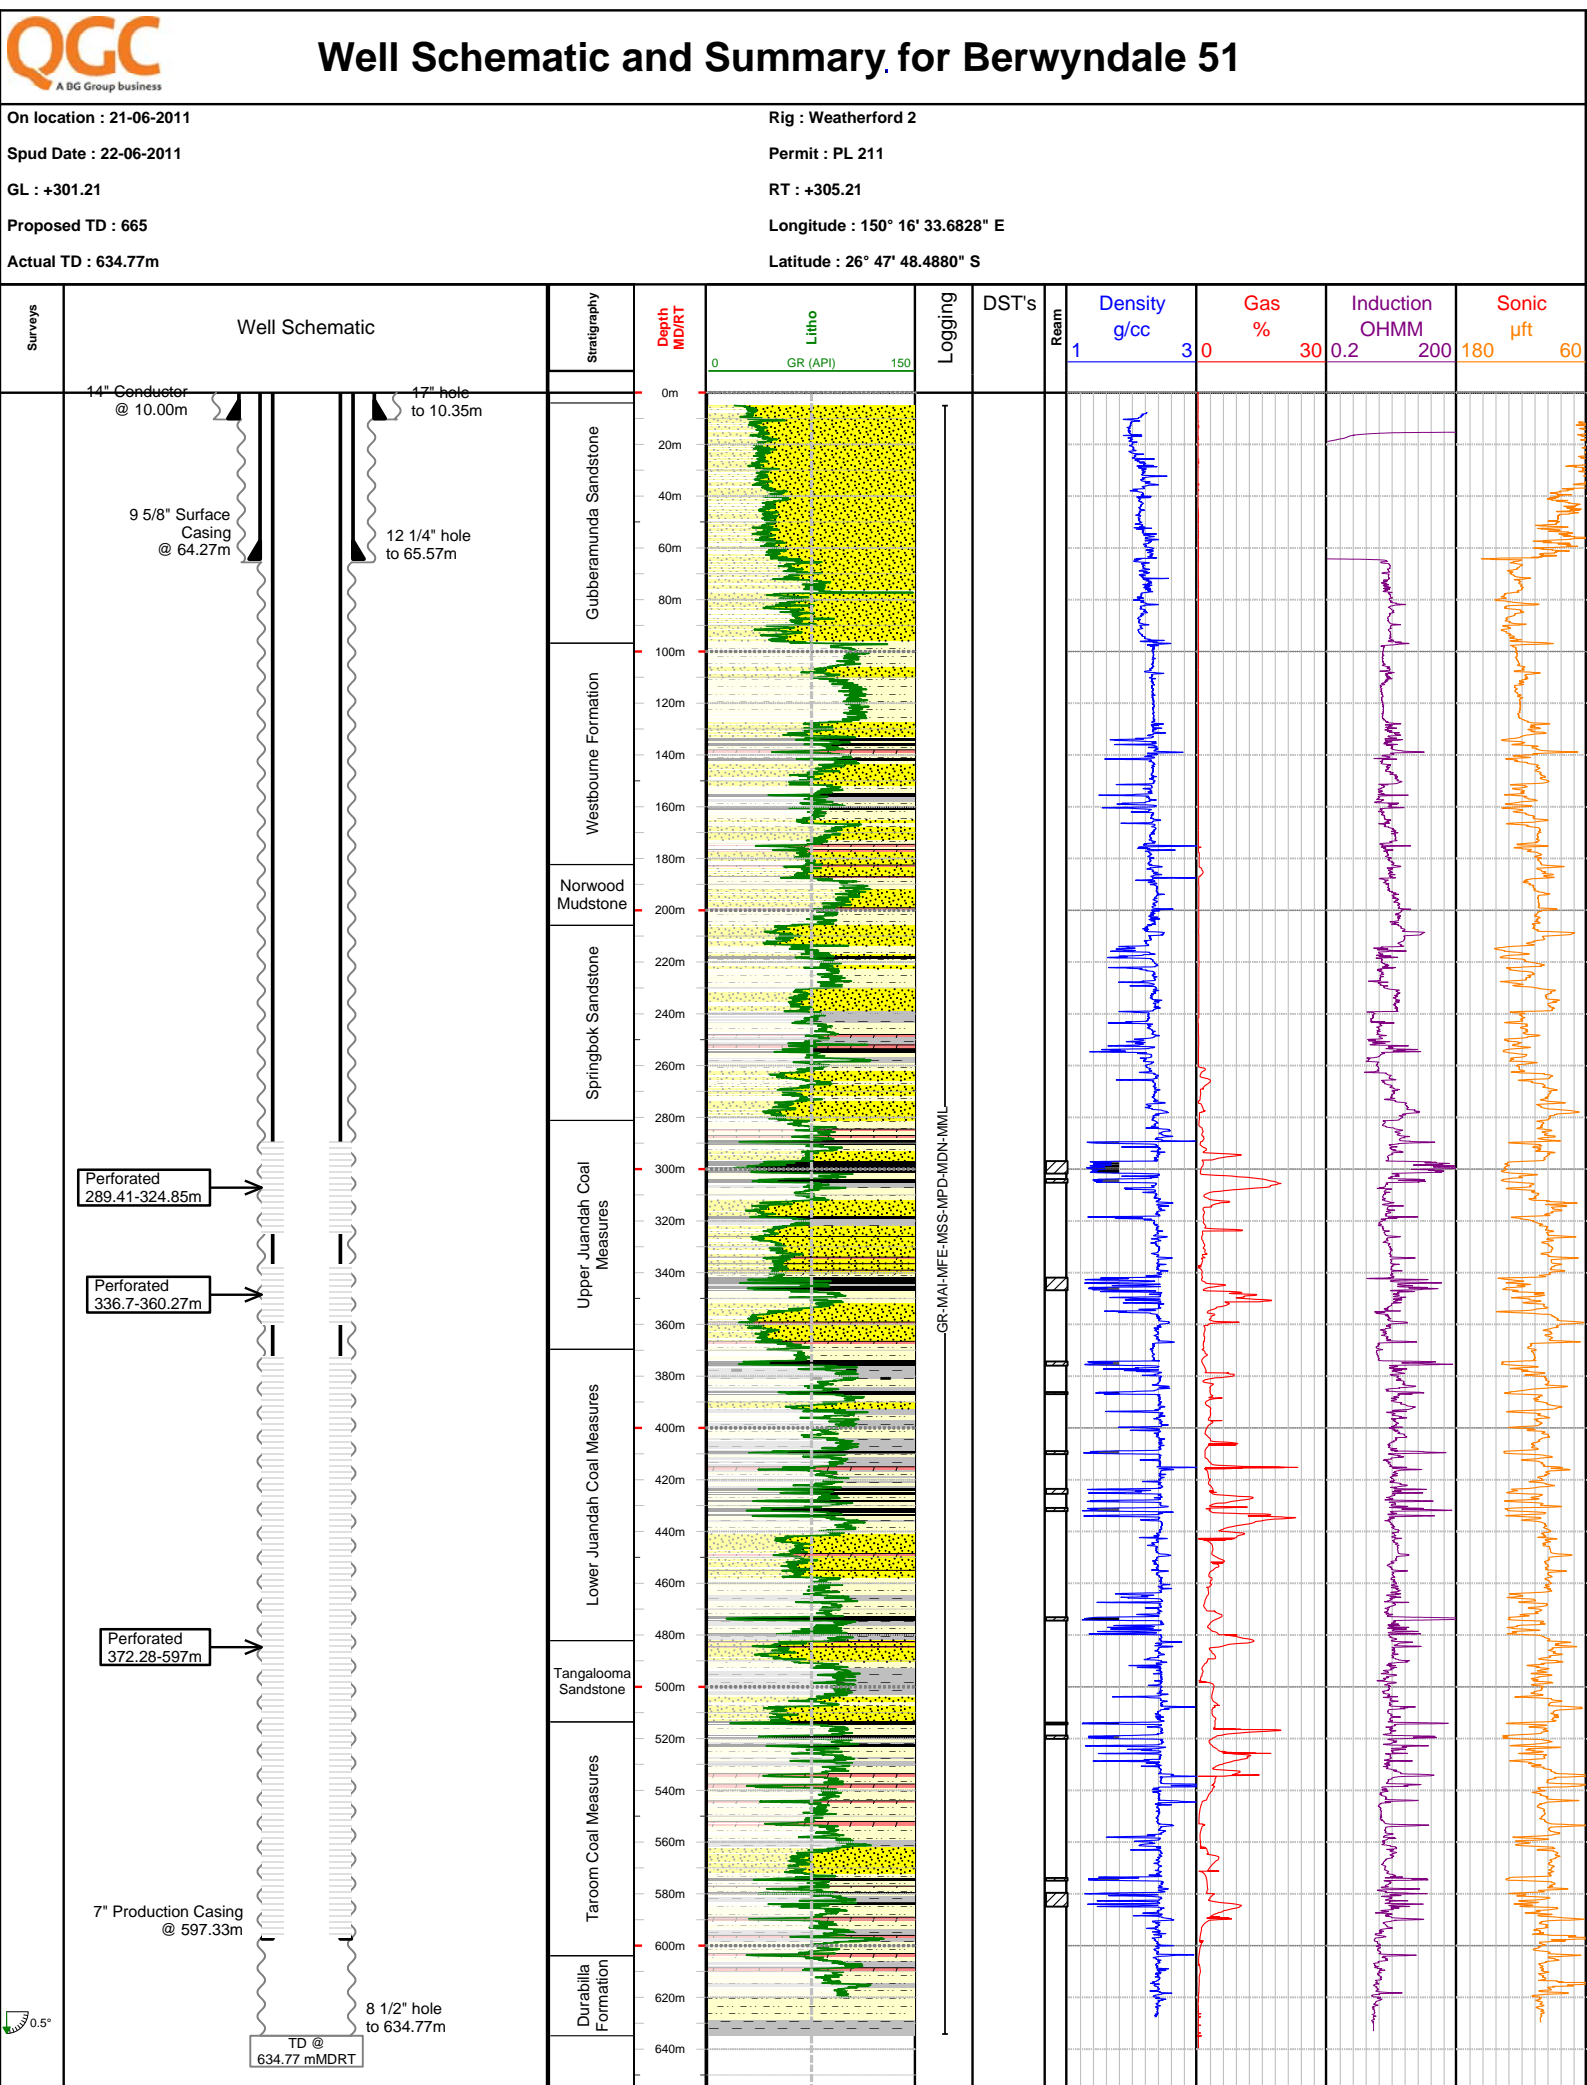 QGC
A BG Group business
Well Schematic and Summary for Berwyndale 51
On location : 21-06-2011
Rig : Weatherford 2
Spud Date : 22-06-2011
Permit : PL 211
GL : +301.21
RT : +305.21
Proposed TD : 665
Longitude : 150° 16' 33.6828" E
Actual TD : 634.77m
Latitude : 26° 47' 48.4880" S
Surveys
Well Schematic
Stratigraphy
Depth
MD/RT
Litho
0 GR (API) 150
Logging
DST's
Ream
Density
g/cc
1 3
Gas
%
0 30
Induction
OHMM
0.2 200
Sonic
µft
180 60
14" Conductor
@ 10.00m
17" hole
to 10.35m
9 5/8" Surface
Casing
@ 64.27m
12 1/4" hole
to 65.57m
Perforated
289.41-324.85m
Perforated
336.7-360.27m
Perforated
372.28-597m
7" Production Casing
@ 597.33m
8 1/2" hole
to 634.77m
TD @
634.77 mMDRT
0.5°
Gubberamunda Sandstone
Westbourne Formation
Norwood
Mudstone
Springbok Sandstone
Upper Juandah Coal
Measures
Lower Juandah Coal Measures
Tangalooma
Sandstone
Taroom Coal Measures
Durabilla
Formation
0m
20m
40m
60m
80m
100m
120m
140m
160m
180m
200m
220m
240m
260m
280m
300m
320m
340m
360m
380m
400m
420m
440m
460m
480m
500m
520m
540m
560m
580m
600m
620m
640m
GR-MAI-MFE-MSS-MPD-MDN-MML